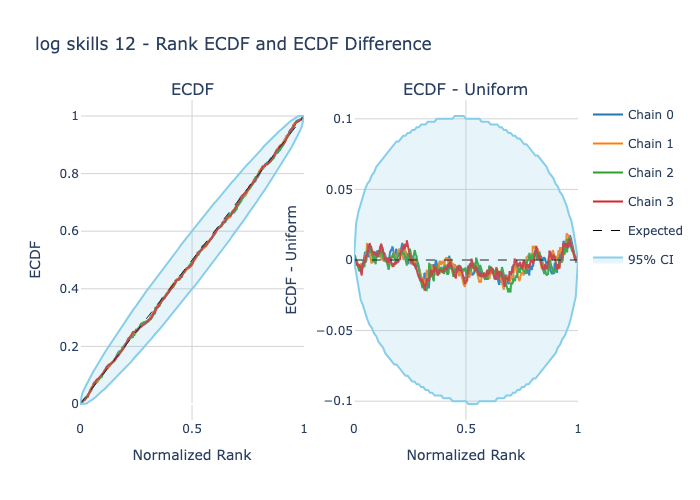 log skills 12 - Rank ECDF and ECDF Difference
ECDF
ECDF - Uniform
ECDF
1
0.8
0.6
0.4
0.2
0
0
0.5
1
Normalized Rank
ECDF - Uniform
0.1
0.05
0
−0.05
−0.1
0
0.5
1
Normalized Rank
Chain 0
Chain 1
Chain 2
Chain 3
Expected
95% CI